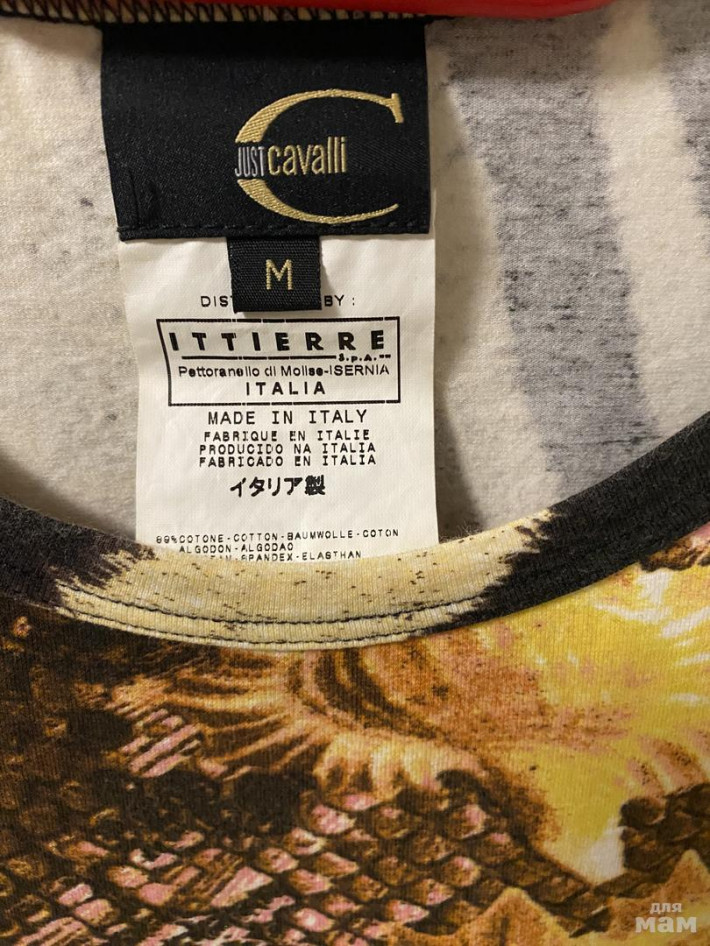 JUST cavalli
M
BY :
ITTIERRE
S.p.A.
Pettoranello di Molise-ISERNIA
ITALIA
MADE IN ITALY
FABRIQUE EN ITALIE
PRODUCIDO NA ITALIA
FABRICADO EN ITALIA
イタリア製
COTONE-COTTON-BAUMWOLLE-COTON
ALGODON-ALGODAO
SPANDEX-ELASTHAN
для
мам